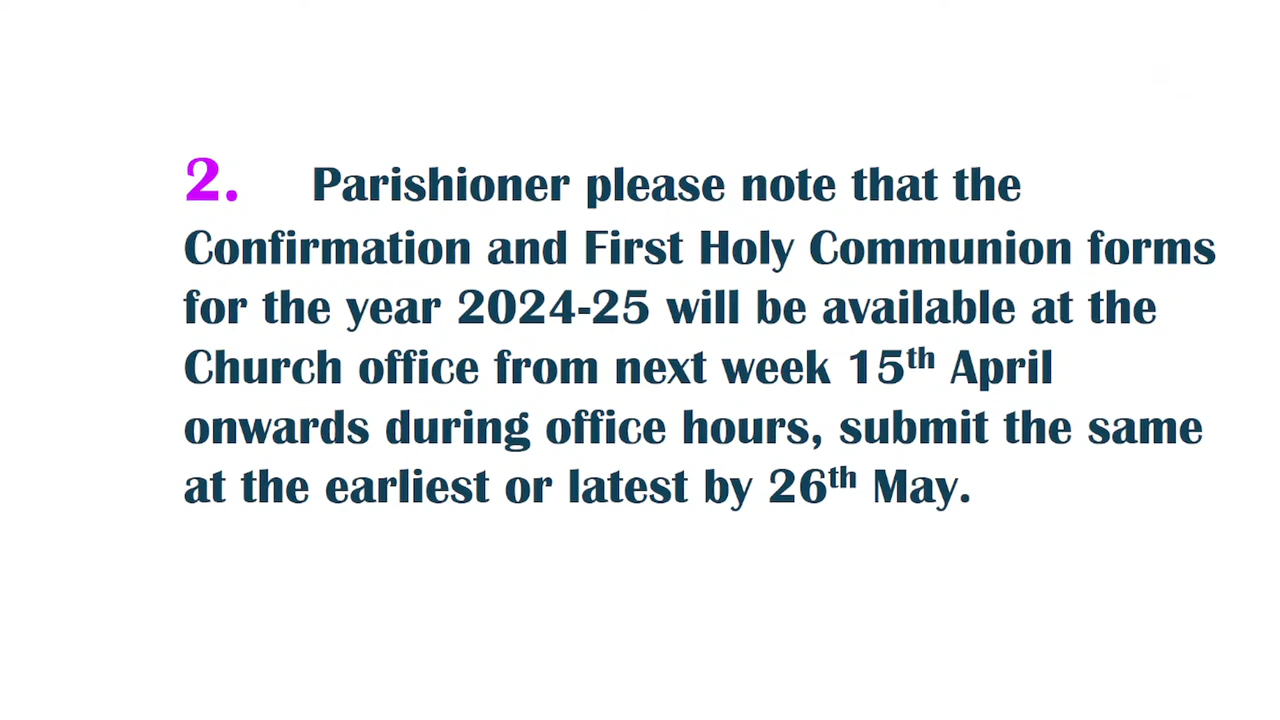 2. Parishioner please note that the
Confirmation and First Holy Communion forms
for the year 2024-25 will be available at the
Church office from next week 15th April
onwards during office hours, submit the same
at the earliest or latest by 26th May.